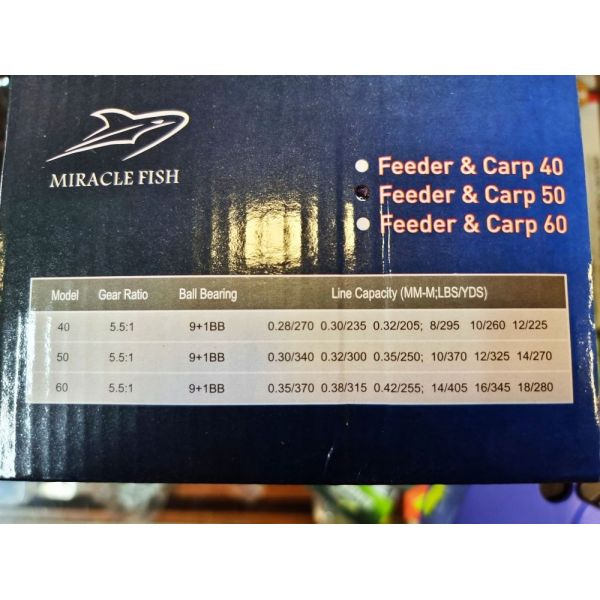 MIRACLE FISH
Feeder & Carp 40
Feeder & Carp 50
Feeder & Carp 60
Model Gear Ratio Ball Bearing Line Capacity (MM-M;LBS/YDS)
40 5.5:1 9+1BB 0.28/270 0.30/235 0.32/205; 8/295 10/260 12/225
50 5.5:1 9+1BB 0.30/340 0.32/300 0.35/250; 10/370 12/325 14/270
60 5.5:1 9+1BB 0.35/370 0.38/315 0.42/255; 14/405 16/345 18/280